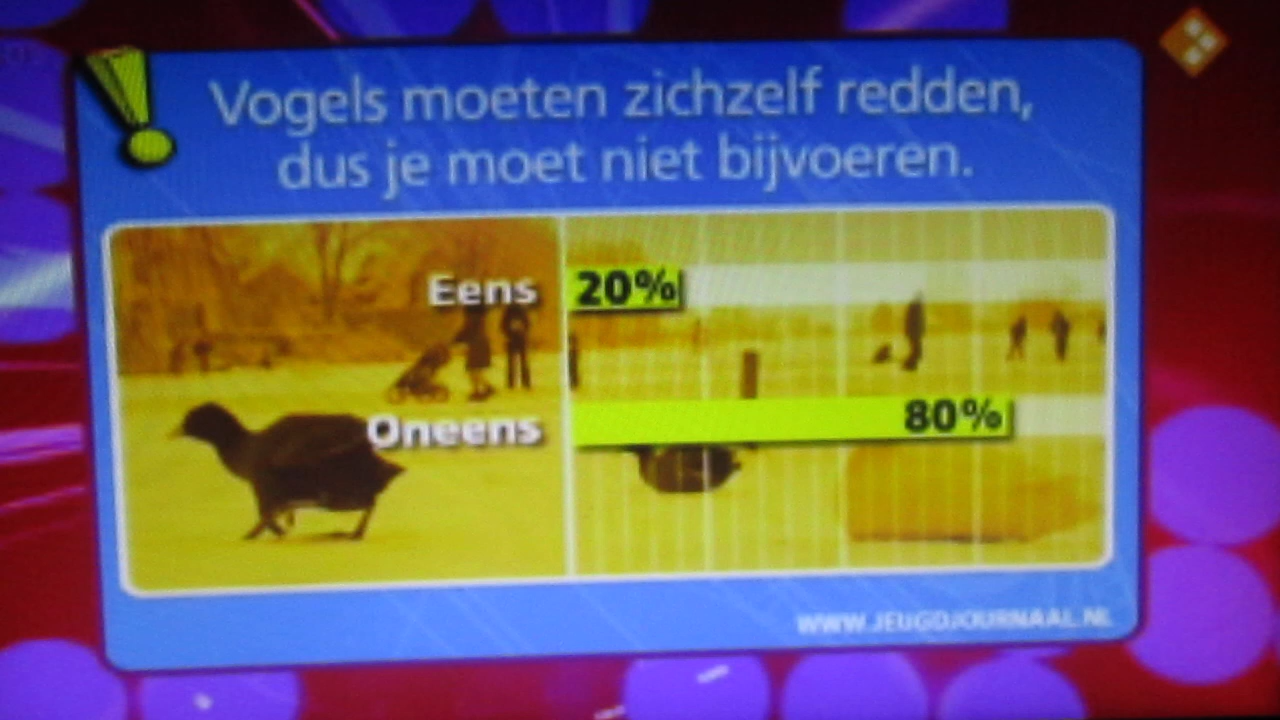 Vogels moeten zichzelf redden,
dus je moet niet bijvoeren.
Eens 20%
Oneens 80%
WWW.JEUGDJOURNAAL.NL